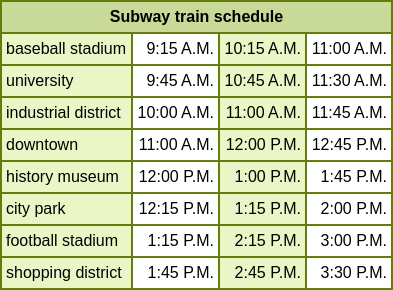 Subway train schedule
baseball stadium 9:15 A.M. 10:15 A.M. 11:00 A.M.
university 9:45 A.M. 10:45 A.M. 11:30 A.M.
industrial district 10:00 A.M. 11:00 A.M. 11:45 A.M.
downtown 11:00 A.M. 12:00 P.M. 12:45 P.M.
history museum 12:00 P.M. 1:00 P.M. 1:45 P.M.
city park 12:15 P.M. 1:15 P.M. 2:00 P.M.
football stadium 1:15 P.M. 2:15 P.M. 3:00 P.M.
shopping district 1:45 P.M. 2:45 P.M. 3:30 P.M.